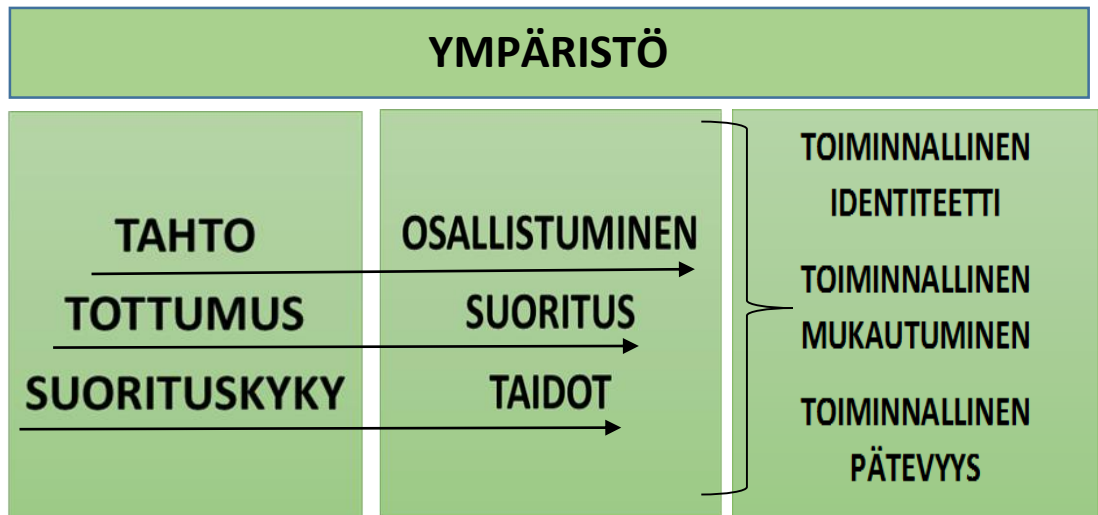 YMPÄRISTÖ
TAHTO
TOTTUMUS
SUORITUSKYKY
OSALLISTUMINEN
SUORITUS
TAIDOT
TOIMINNALLINEN
IDENTITEETTI
TOIMINNALLINEN
MUKAUTUMINEN
TOIMINNALLINEN
PÄTEVYYS